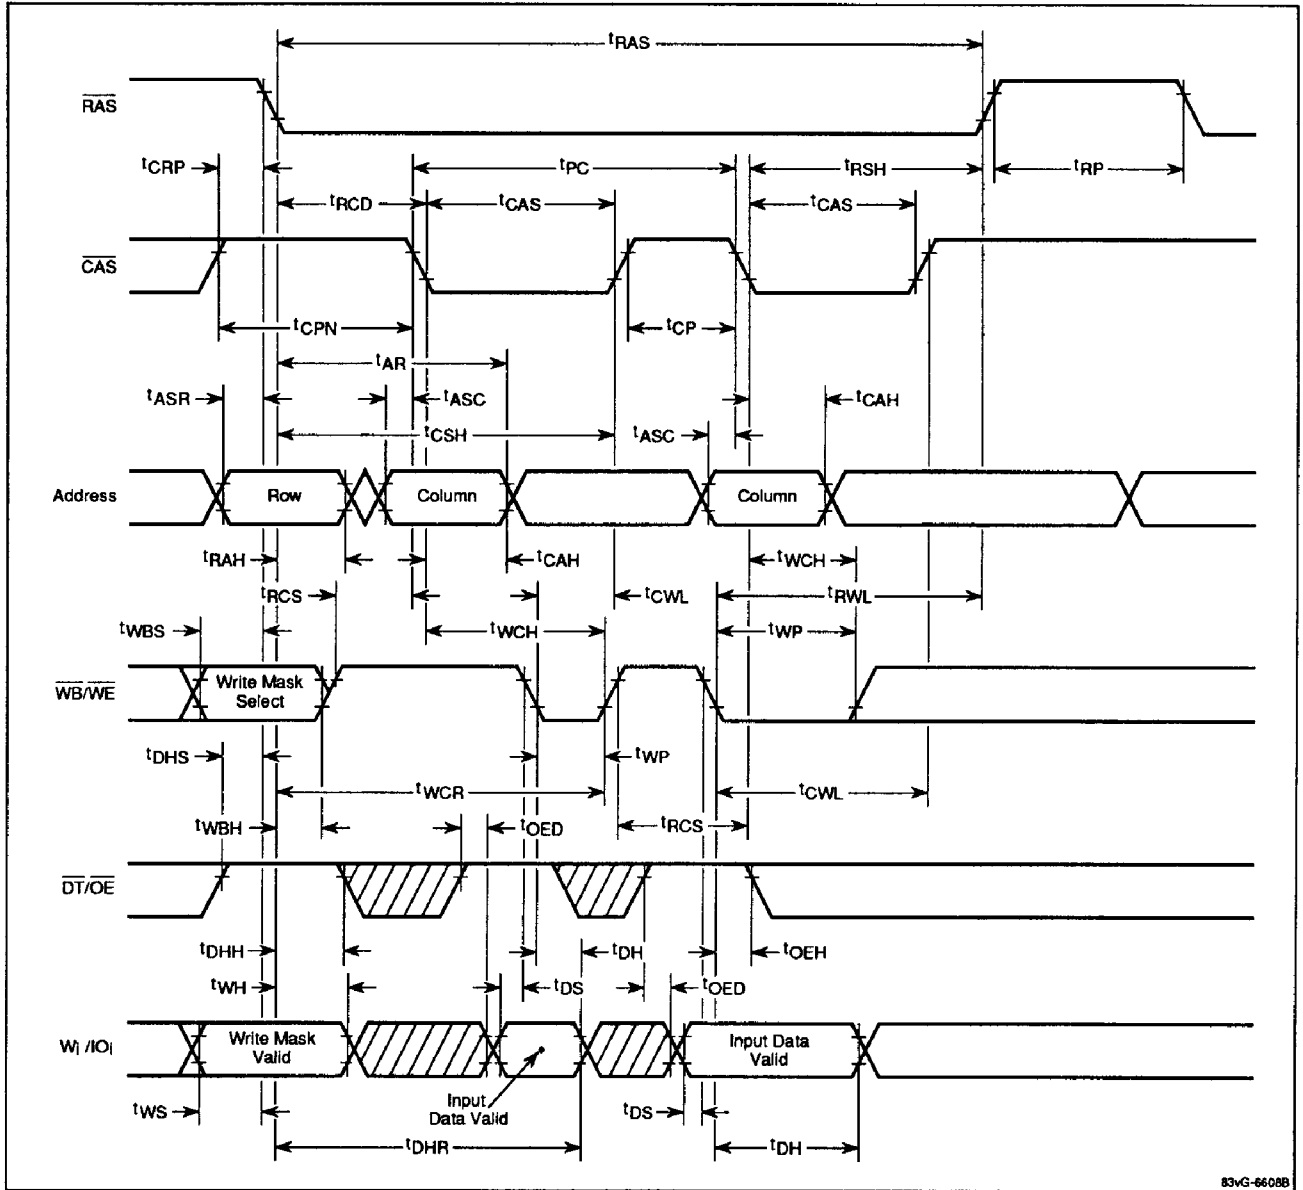 tRAS
RAS
tCRP
tPC
tRSH
tRP
tRCD
tCAS
tCAS
CAS
tCPN
tCP
tAR
tASR
tASC
tCAH
tCSH
tASC
Address
Row
Column
Column
tRAH
tCAH
tWCH
tRCS
tCWL
tRWL
tWBS
tWCH
tWP
WB/WE
Write Mask
Select
tDHS
tWP
tWCR
tCWL
tWBH
tOED
tRCS
DT/OE
tDHH
tDH
tOEH
tWH
tDS
tOED
Wi/IOi
Write Mask
Valid
Input Data
Valid
Input
Data Valid
tWS
tDS
tDHR
tDH
83vG-6608B